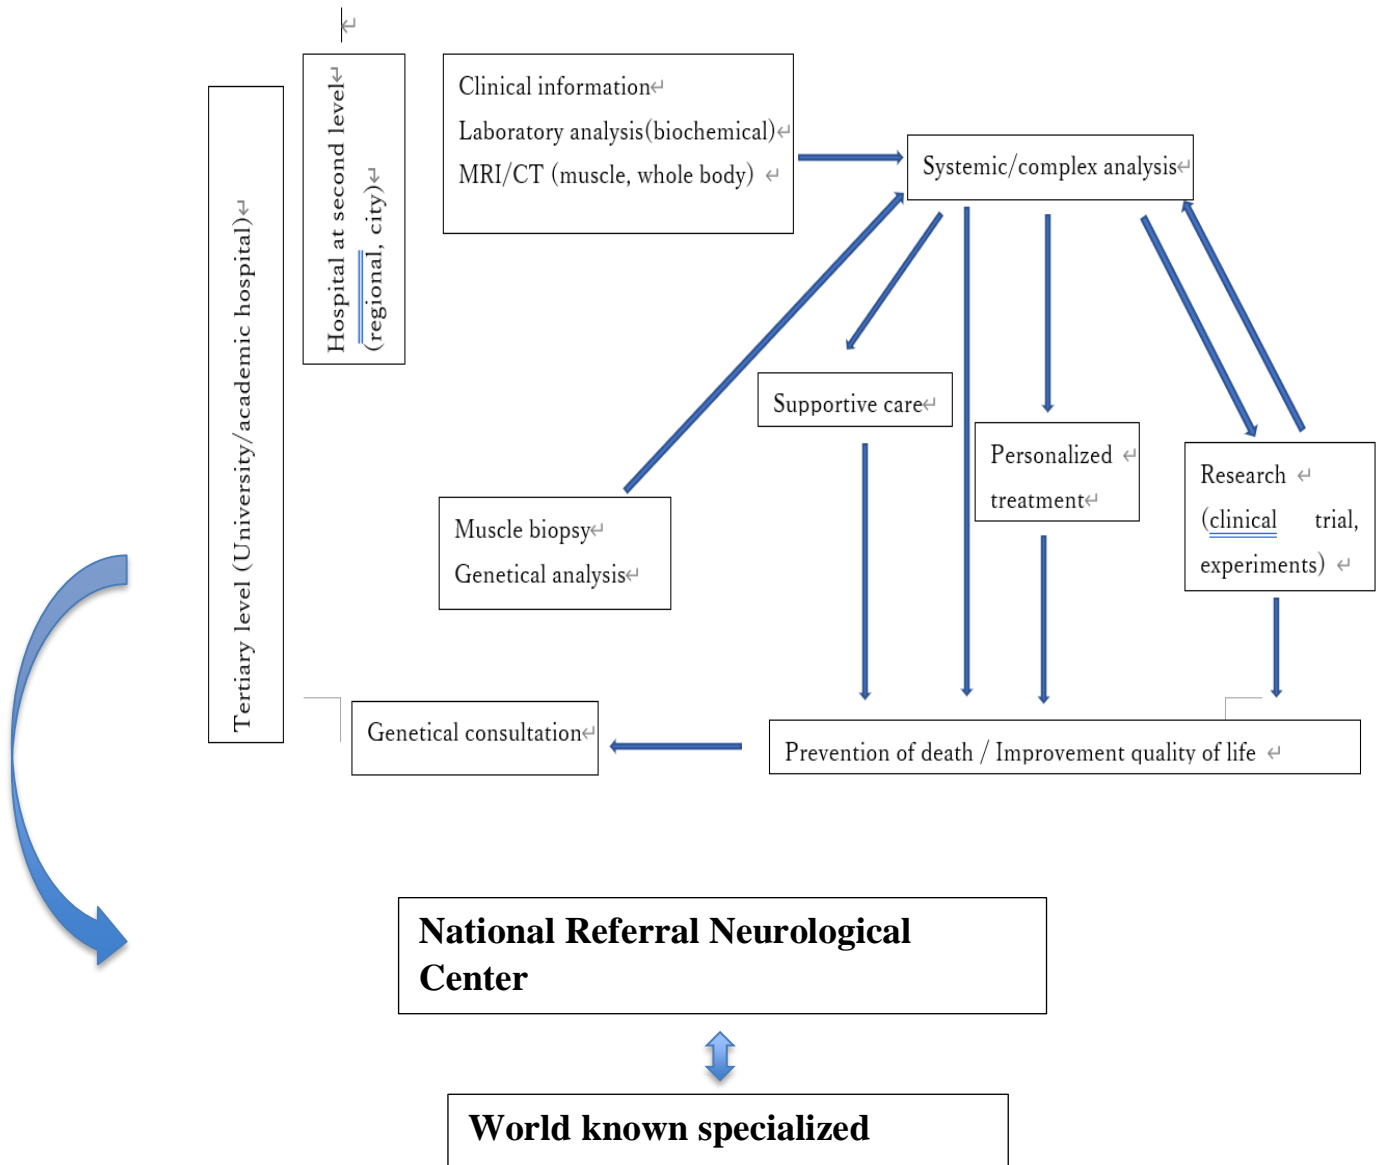 Tertiary level (University/academic hospital)
Hospital at second level
(regional, city)
Clinical information
Laboratory analysis(biochemical)
MRI/CT (muscle, whole body)
Systemic/complex analysis
Supportive care
Personalized
treatment
Research
(clinical trial,
experiments)
Muscle biopsy
Genetical analysis
Genetical consultation
Prevention of death / Improvement quality of life
National Referral Neurological
Center
World known specialized